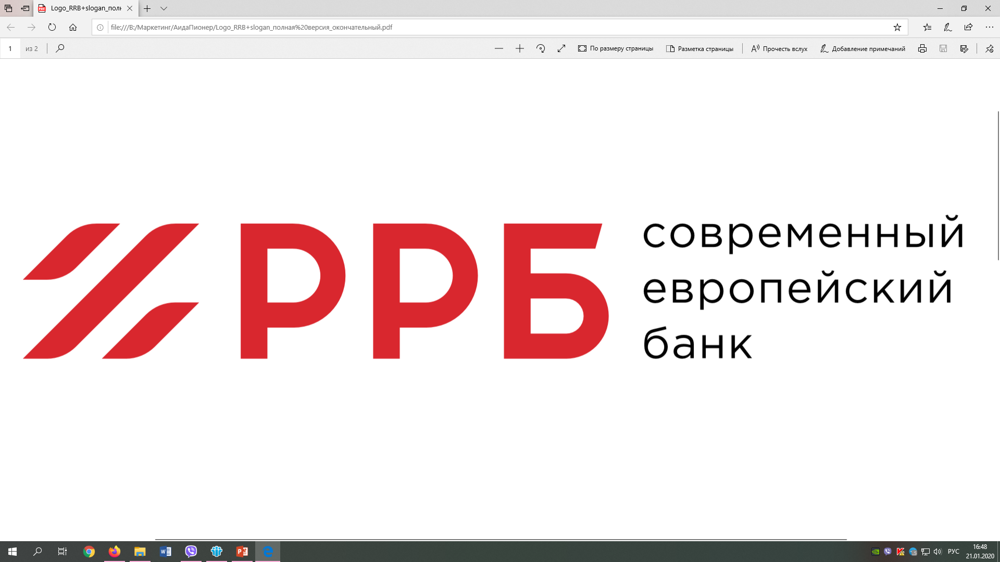 Logo_RRB+slogan_пол
file:///B:/Маркетинг/АидаПионер/Logo_RRB+slogan_полная%20версия_окончательный.pdf
1 из 2
По размеру страницы
Разметка страницы
Прочесть вслух
Добавление примечаний
РРБ
современный
европейский
банк
РУС
16:48
21.01.2020